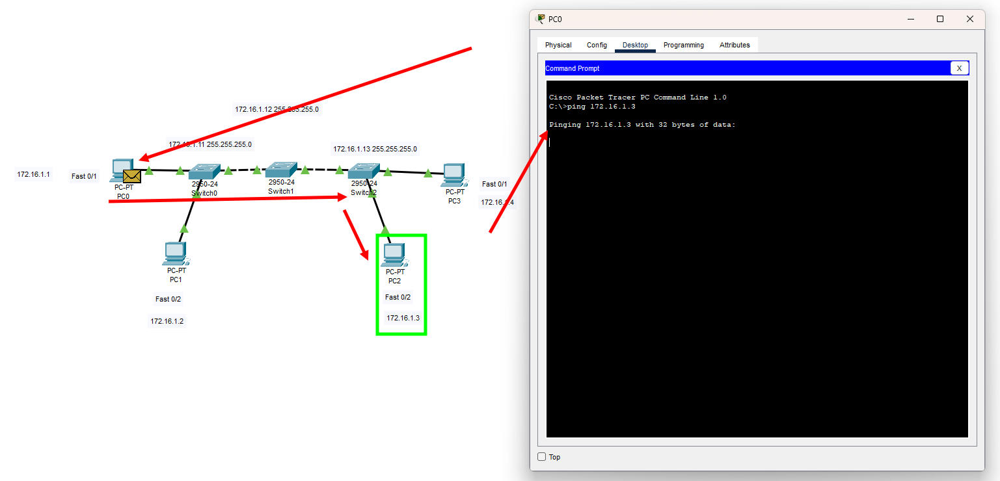 172.16.1.12 255.255.255.0
172.16.1.11 255.255.255.0
172.16.1.13 255.255.255.0
172.16.1.1
Fast 0/1
PC-PT
PC0
2950-24
Switch0
2950-24
Switch1
2950-24
Switch2
PC-PT
PC3
Fast 0/1
172.16.1.4
PC-PT
PC1
Fast 0/2
172.16.1.2
PC-PT
PC2
Fast 0/2
172.16.1.3
PC0
Physical Config Desktop Programming Attributes
Command Prompt
X
Cisco Packet Tracer PC Command Line 1.0
C:\>ping 172.16.1.3
Pinging 172.16.1.3 with 32 bytes of data:
Top